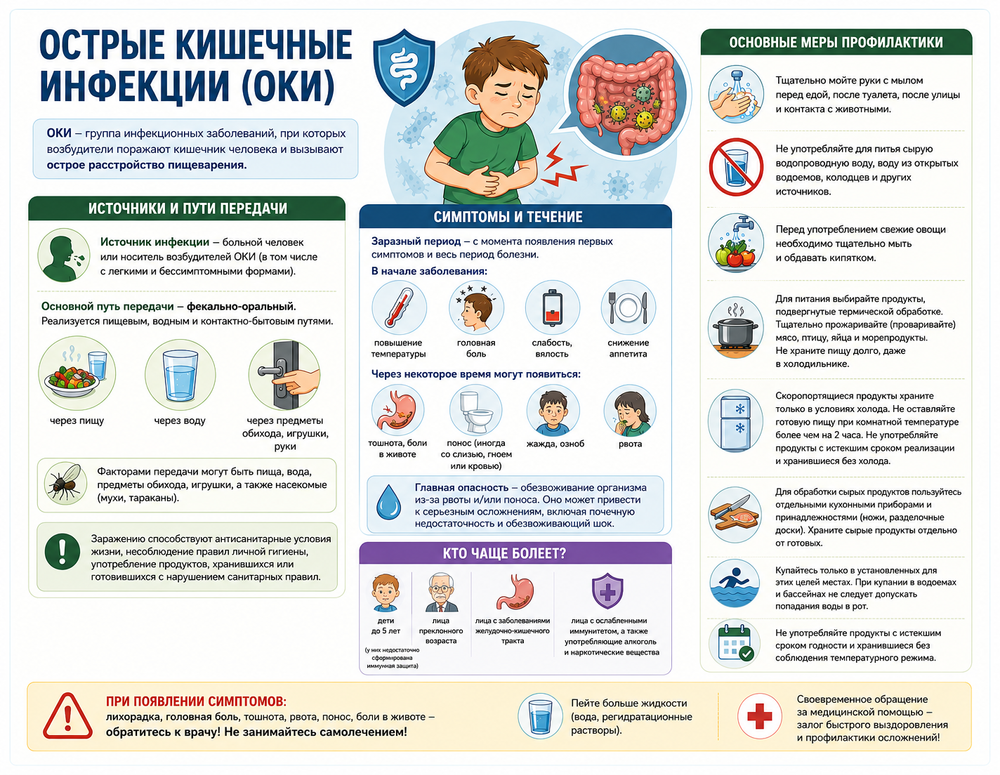 ОСТРЫЕ КИШЕЧНЫЕ
ИНФЕКЦИИ (ОКИ)
ОКИ – группа инфекционных заболеваний, при которых
возбудители поражают кишечник человека и вызывают
острое расстройство пищеварения.
ИСТОЧНИКИ И ПУТИ ПЕРЕДАЧИ
Источник инфекции – больной человек
или носитель возбудителей ОКИ (в том числе
с легкими и бессимптомными формами).
Основной путь передачи – фекально-оральный.
Реализуется пищевым, водным и контактно-бытовым путями.
через пищу
через воду
через предметы
обихода, игрушки,
руки
Факторами передачи могут быть пища, вода,
предметы обихода, игрушки, а также насекомые
(мухи, тараканы).
Заражению способствуют антисанитарные условия
жизни, несоблюдение правил личной гигиены,
употребление продуктов, хранившихся или
готовившихся с нарушением санитарных правил.
СИМПТОМЫ И ТЕЧЕНИЕ
Заразный период – с момента появления первых
симптомов и весь период болезни.
В начале заболевания:
повышение
температуры
головная
боль
слабость,
вялость
снижение
аппетита
Через некоторое время могут появиться:
тошнота, боли
в животе
понос (иногда
со слизью, гноем
или кровью)
жажда, озноб
рвота
Главная опасность – обезвоживание организма
из-за рвоты и/или поноса. Оно может привести
к серьезным осложнениям, включая почечную
недостаточность и обезвоживающий шок.
КТО ЧАЩЕ БОЛЕЕТ?
дети
до 5 лет
(у них недостаточно
сформирована
иммунная защита)
лица
преклонного
возраста
лица с заболеваниями
желудочно-кишечного
тракта
лица с ослабленными
иммунитетом, а также
употребляющие алкоголь
и наркотические вещества
ОСНОВНЫЕ МЕРЫ ПРОФИЛАКТИКИ
Тщательно мойте руки с мылом
перед едой, после туалета, после улицы
и контакта с животными.
Не употребляйте для питья сырую
водопроводную воду, воду из открытых
водоемов, колодцев и других
источников.
Перед употреблением свежие овощи
необходимо тщательно мыть
и обдавать кипятком.
Для питания выбирайте продукты,
подвергнутые термической обработке.
Тщательно прожаривайте (проваривайте)
мясо, птицу, яйца и морепродукты.
Не храните пищу долго, даже
в холодильнике.
Скоропортящиеся продукты храните
только в условиях холода. Не оставляйте
готовую пищу при комнатной температуре
более чем на 2 часа. Не употребляйте
продукты с истекшим сроком реализации
и хранившиеся без холода.
Для обработки сырых продуктов пользуйтесь
отдельными кухонными приборами и
принадлежностями (ножи, разделочные
доски). Храните сырые продукты отдельно
от готовых.
Купайтесь только в установленных для
этих целей местах. При купании в водоемах
и бассейнах не следует допускать
попадания воды в рот.
Не употребляйте продукты с истекшим
сроком годности и хранившиеся без
соблюдения температурного режима.
ПРИ ПОЯВЛЕНИИ СИМПТОМОВ:
лихорадка, головная боль, тошнота, рвота, понос, боли в животе –
обратитесь к врачу! Не занимайтесь самолечением!
Пейте больше жидкости
(вода, регидратационные
растворы).
Своевременное обращение
за медицинской помощью –
залог быстрого выздоровления
и профилактики осложнений!